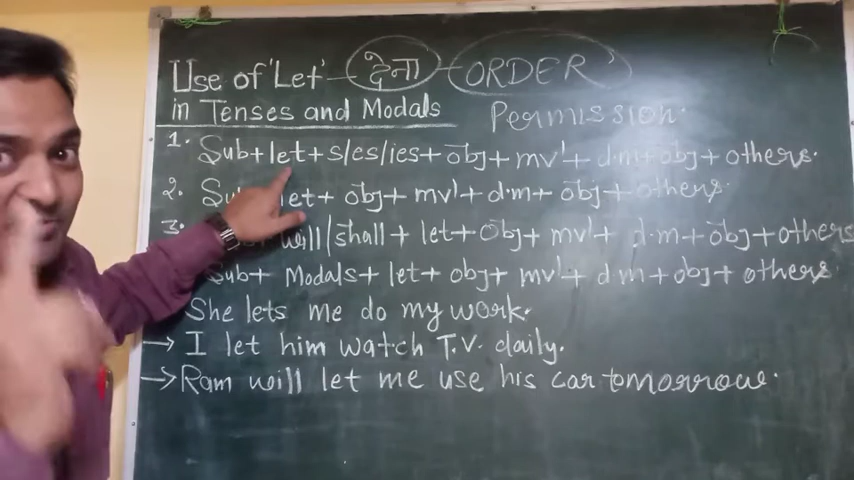 Use of 'Let' - देना - 'ORDER'
in Tenses and Modals Permission.
1. Sub+let+s/es/ies+obj+mv¹+d.m+obj+others.
2. let+obj+mv¹+d.m+obj+others.
3. will/shall+let+obj+mv¹+d.m+obj+others
Sub+Modals+let+obj+mv¹+d.m+obj+others.
She lets me do my work.
→ I let him watch T.V. daily.
→ Ram will let me use his car tomorrow.